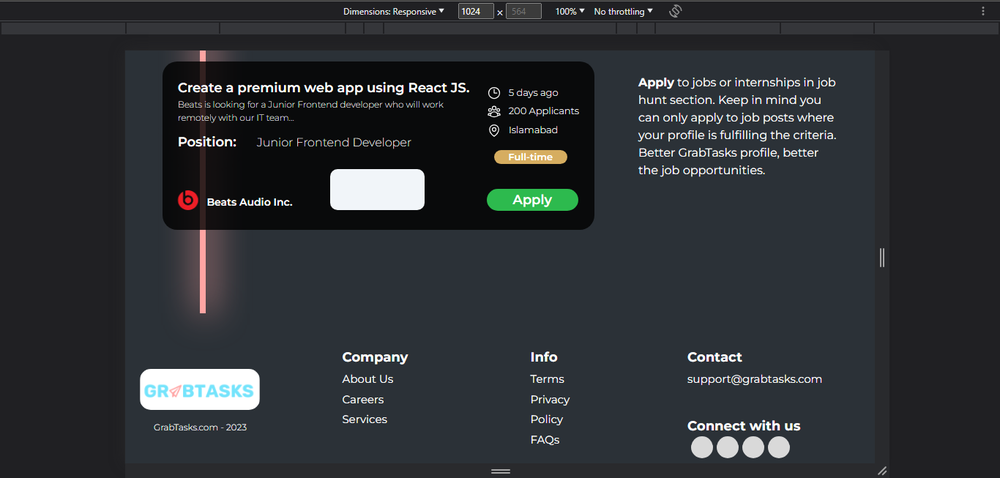 Dimensions: Responsive 1024 × 564 100% No throttling
Create a premium web app using React JS.
Beats is looking for a Junior Frontend developer who will work
remotely with our IT team...
Position: Junior Frontend Developer
Beats Audio Inc.
5 days ago
200 Applicants
Islamabad
Full-time
Apply
Apply to jobs or internships in job
hunt section. Keep in mind you
can only apply to job posts where
your profile is fulfilling the criteria.
Better GrabTasks profile, better
the job opportunities.
GRABTASKS
GrabTasks.com - 2023
Company
About Us
Careers
Services
Info
Terms
Privacy
Policy
FAQs
Contact
support@grabtasks.com
Connect with us